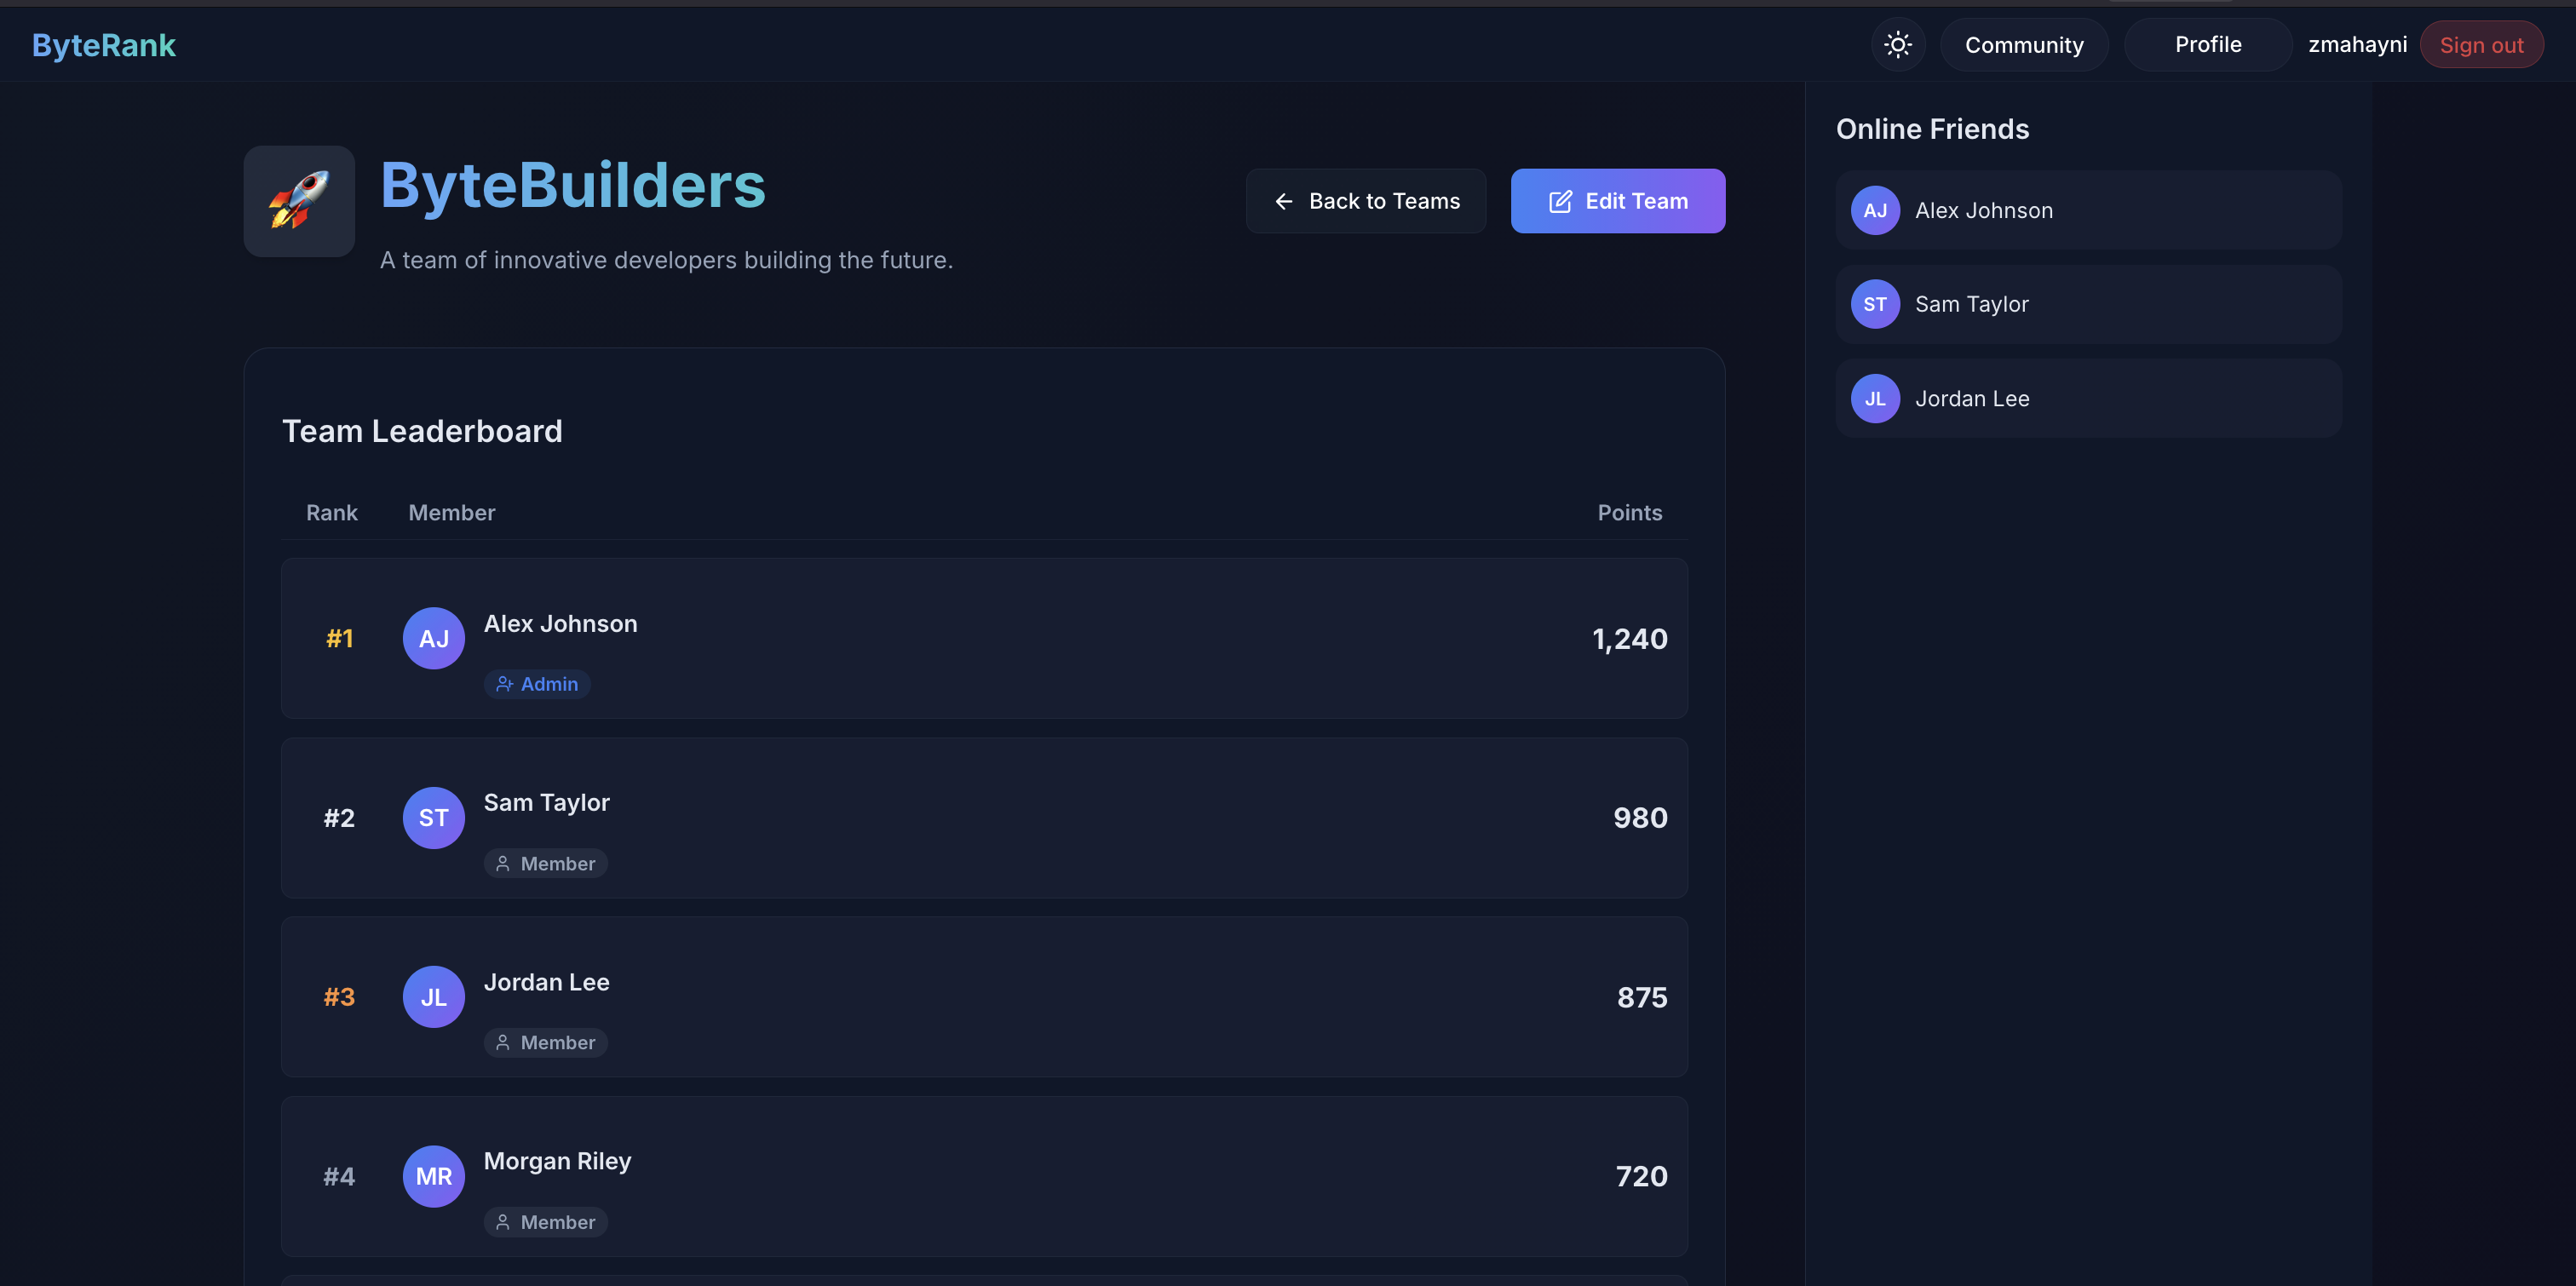 ByteRank
Community
Profile
zmahayni
Sign out
ByteBuilders
A team of innovative developers building the future.
Back to Teams
Edit Team
Team Leaderboard
Rank Member Points
#1 AJ Alex Johnson 1,240
Admin
#2 ST Sam Taylor 980
Member
#3 JL Jordan Lee 875
Member
#4 MR Morgan Riley 720
Member
Online Friends
AJ Alex Johnson
ST Sam Taylor
JL Jordan Lee